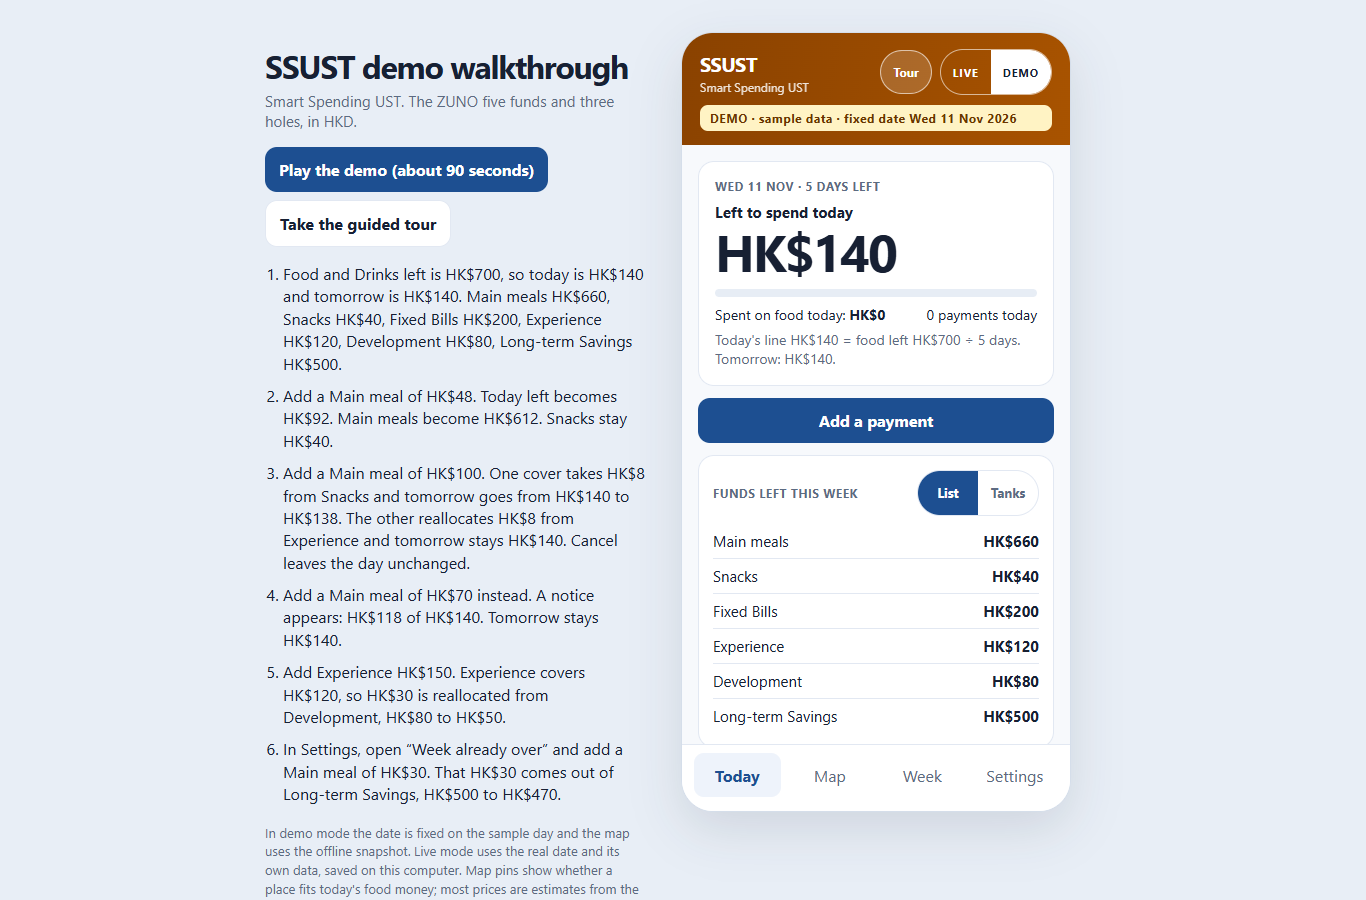 SSUST demo walkthrough
Smart Spending UST. The ZUNO five funds and three
holes, in HKD.
Play the demo (about 90 seconds)
Take the guided tour
1. Food and Drinks left is HK$700, so today is HK$140
and tomorrow is HK$140. Main meals HK$660,
Snacks HK$40, Fixed Bills HK$200, Experience
HK$120, Development HK$80, Long-term Savings
HK$500.
2. Add a Main meal of HK$48. Today left becomes
HK$92. Main meals become HK$612. Snacks stay
HK$40.
3. Add a Main meal of HK$100. One cover takes HK$8
from Snacks and tomorrow goes from HK$140 to
HK$138. The other reallocates HK$8 from
Experience and tomorrow stays HK$140. Cancel
leaves the day unchanged.
4. Add a Main meal of HK$70 instead. A notice
appears: HK$118 of HK$140. Tomorrow stays
HK$140.
5. Add Experience HK$150. Experience covers
HK$120, so HK$30 is reallocated from
Development, HK$80 to HK$50.
6. In Settings, open “Week already over” and add a
Main meal of HK$30. That HK$30 comes out of
Long-term Savings, HK$500 to HK$470.
In demo mode the date is fixed on the sample day and the map
uses the offline snapshot. Live mode uses the real date and its
own data, saved on this computer. Map pins show whether a
place fits today's food money; most prices are estimates from the
SSUST
Smart Spending UST
Tour
LIVE
DEMO
DEMO · sample data · fixed date Wed 11 Nov 2026
WED 11 NOV · 5 DAYS LEFT
Left to spend today
HK$140
Spent on food today: HK$0
0 payments today
Today's line HK$140 = food left HK$700 ÷ 5 days.
Tomorrow: HK$140.
Add a payment
FUNDS LEFT THIS WEEK
List
Tanks
Main meals HK$660
Snacks HK$40
Fixed Bills HK$200
Experience HK$120
Development HK$80
Long-term Savings HK$500
Today
Map
Week
Settings